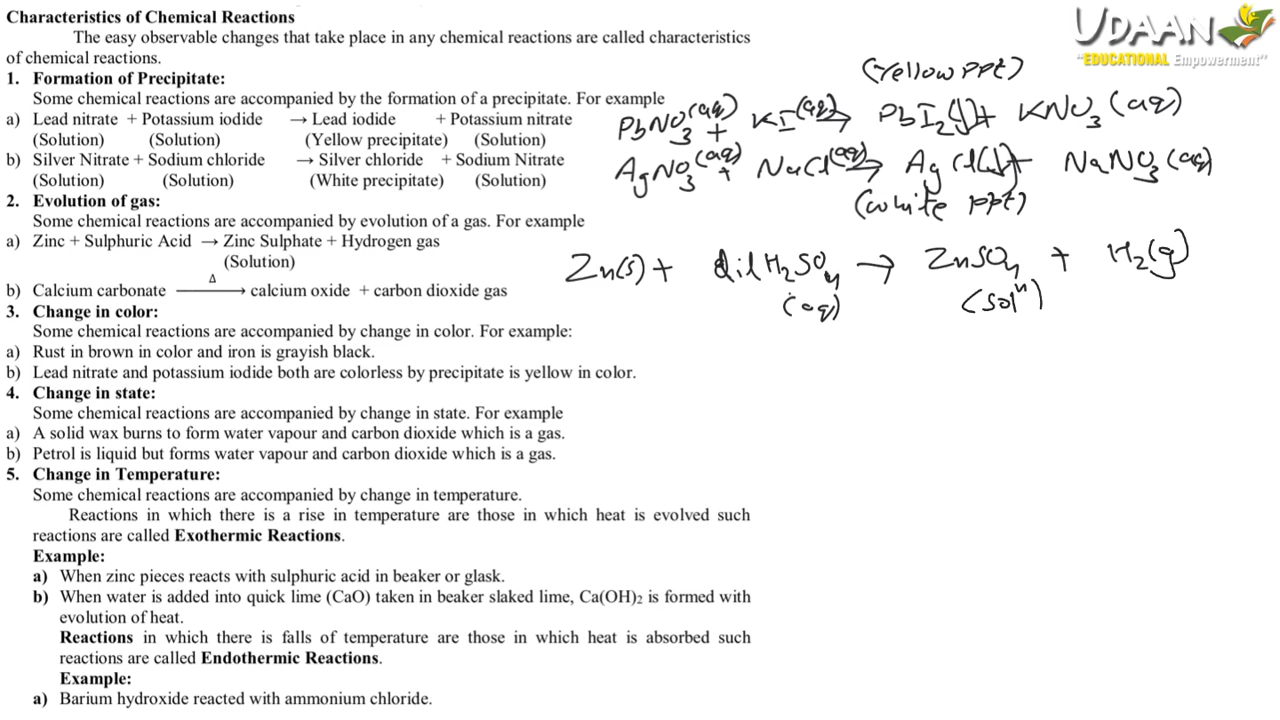 Characteristics of Chemical Reactions
The easy observable changes that take place in any chemical reactions are called characteristics
of chemical reactions.
1. Formation of Precipitate:
Some chemical reactions are accompanied by the formation of a precipitate. For example
a) Lead nitrate + Potassium iodide → Lead iodide + Potassium nitrate
(Solution) (Solution) (Yellow precipitate) (Solution)
b) Silver Nitrate + Sodium chloride → Silver chloride + Sodium Nitrate
(Solution) (Solution) (White precipitate) (Solution)
2. Evolution of gas:
Some chemical reactions are accompanied by evolution of a gas. For example
a) Zinc + Sulphuric Acid → Zinc Sulphate + Hydrogen gas
(Solution)
b) Calcium carbonate Δ→ calcium oxide + carbon dioxide gas
3. Change in color:
Some chemical reactions are accompanied by change in color. For example:
a) Rust in brown in color and iron is grayish black.
b) Lead nitrate and potassium iodide both are colorless by precipitate is yellow in color.
4. Change in state:
Some chemical reactions are accompanied by change in state. For example
a) A solid wax burns to form water vapour and carbon dioxide which is a gas.
b) Petrol is liquid but forms water vapour and carbon dioxide which is a gas.
5. Change in Temperature:
Some chemical reactions are accompanied by change in temperature.
Reactions in which there is a rise in temperature are those in which heat is evolved such
reactions are called Exothermic Reactions.
Example:
a) When zinc pieces reacts with sulphuric acid in beaker or glask.
b) When water is added into quick lime (CaO) taken in beaker slaked lime, Ca(OH)₂ is formed with
evolution of heat.
Reactions in which there is falls of temperature are those in which heat is absorbed such
reactions are called Endothermic Reactions.
Example:
a) Barium hydroxide reacted with ammonium chloride.
UDAAN
"EDUCATIONAL Empowerment"
(Yellow ppt)
PbNO₃(aq) + KI(aq) → PbI₂(↓)+ KNO₃(aq)
AgNO₃(aq) + NaCl(aq) → AgCl(↓)+ NaNO₃(aq)
(white ppt)
Zn(s) + dil H₂SO₄ → ZnSO₄ + H₂(g)
(aq) (solⁿ)